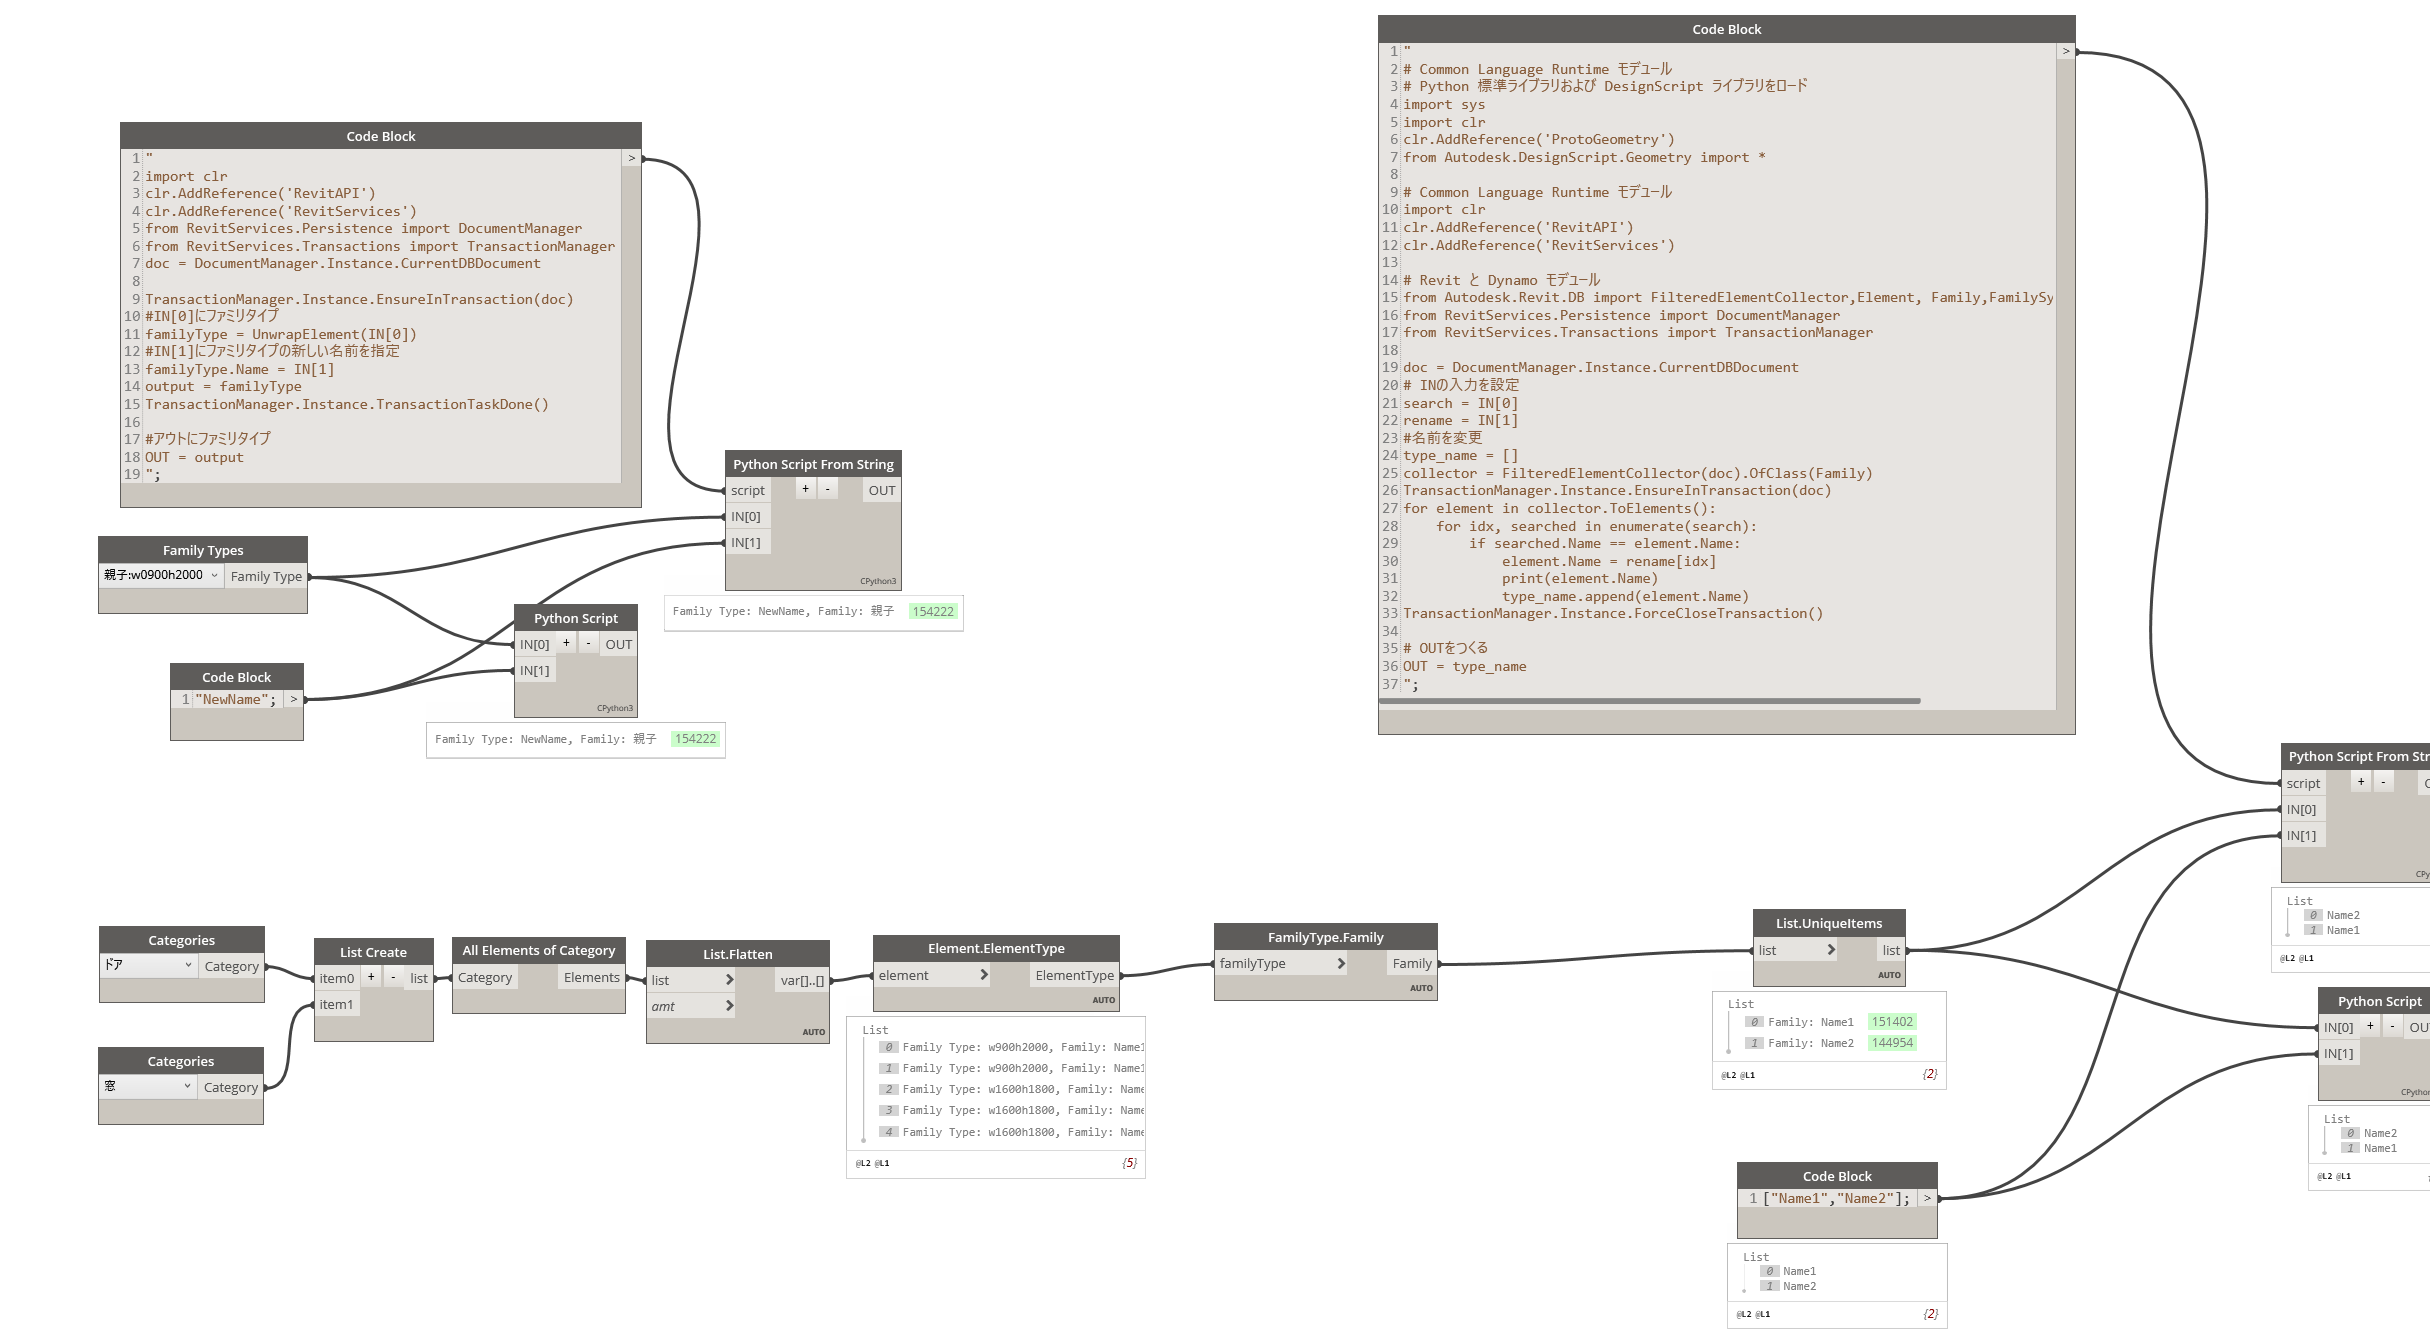 Code Block
1 "
2 import clr
3 clr.AddReference('RevitAPI')
4 clr.AddReference('RevitServices')
5 from RevitServices.Persistence import DocumentManager
6 from RevitServices.Transactions import TransactionManager
7 doc = DocumentManager.Instance.CurrentDBDocument
8
9 TransactionManager.Instance.EnsureInTransaction(doc)
10 #IN[0]にファミリタイプ
11 familyType = UnwrapElement(IN[0])
12 #IN[1]にファミリタイプの新しい名前を指定
13 familyType.Name = IN[1]
14 output = familyType
15 TransactionManager.Instance.TransactionTaskDone()
16
17 #アウトにファミリタイプ
18 OUT = output
19 ";
>
Family Types
親子:w0900h2000 Family Type
Code Block
1 "NewName"; >
Python Script From String
script + - OUT
IN[0]
IN[1]
CPython3
Family Type: NewName, Family: 親子 154222
Python Script
IN[0] + - OUT
IN[1]
CPython3
Family Type: NewName, Family: 親子 154222
Code Block
1 "
2 # Common Language Runtime モデュール
3 # Python 標準ライブラリおよび DesignScript ライブラリをロード
4 import sys
5 import clr
6 clr.AddReference('ProtoGeometry')
7 from Autodesk.DesignScript.Geometry import *
8
9 # Common Language Runtime モデュール
10 import clr
11 clr.AddReference('RevitAPI')
12 clr.AddReference('RevitServices')
13
14 # Revit と Dynamo モデュール
15 from Autodesk.Revit.DB import FilteredElementCollector,Element, Family,FamilySy
16 from RevitServices.Persistence import DocumentManager
17 from RevitServices.Transactions import TransactionManager
18
19 doc = DocumentManager.Instance.CurrentDBDocument
20 # INの入力を設定
21 search = IN[0]
22 rename = IN[1]
23 #名前を変更
24 type_name = []
25 collector = FilteredElementCollector(doc).OfClass(Family)
26 TransactionManager.Instance.EnsureInTransaction(doc)
27 for element in collector.ToElements():
28 for idx, searched in enumerate(search):
29 if searched.Name == element.Name:
30 element.Name = rename[idx]
31 print(element.Name)
32 type_name.append(element.Name)
33 TransactionManager.Instance.ForceCloseTransaction()
34
35 # OUTをつくる
36 OUT = type_name
37 ";
>
Categories
ドア Category
Categories
窓 Category
List Create
item0 + - list
item1
All Elements of Category
Category Elements
List.Flatten
list > var[]..[]
amt >
AUTO
Element.ElementType
element > ElementType
AUTO
List
0 Family Type: w900h2000, Family: Name1
1 Family Type: w900h2000, Family: Name1
2 Family Type: w1600h1800, Family: Name
3 Family Type: w1600h1800, Family: Name
4 Family Type: w1600h1800, Family: Name
@L2 @L1 {5}
FamilyType.Family
familyType > Family
AUTO
List.UniqueItems
list > list
AUTO
List
0 Family: Name1 151402
1 Family: Name2 144954
@L2 @L1 {2}
Code Block
1 ["Name1","Name2"]; >
List
0 Name1
1 Name2
@L2 @L1 {2}
Python Script From Str
script + -
IN[0]
IN[1]
CPy
List
0 Name2
1 Name1
@L2 @L1
Python Script
IN[0] + - OU
IN[1]
CPython
List
0 Name2
1 Name1
@L2 @L1